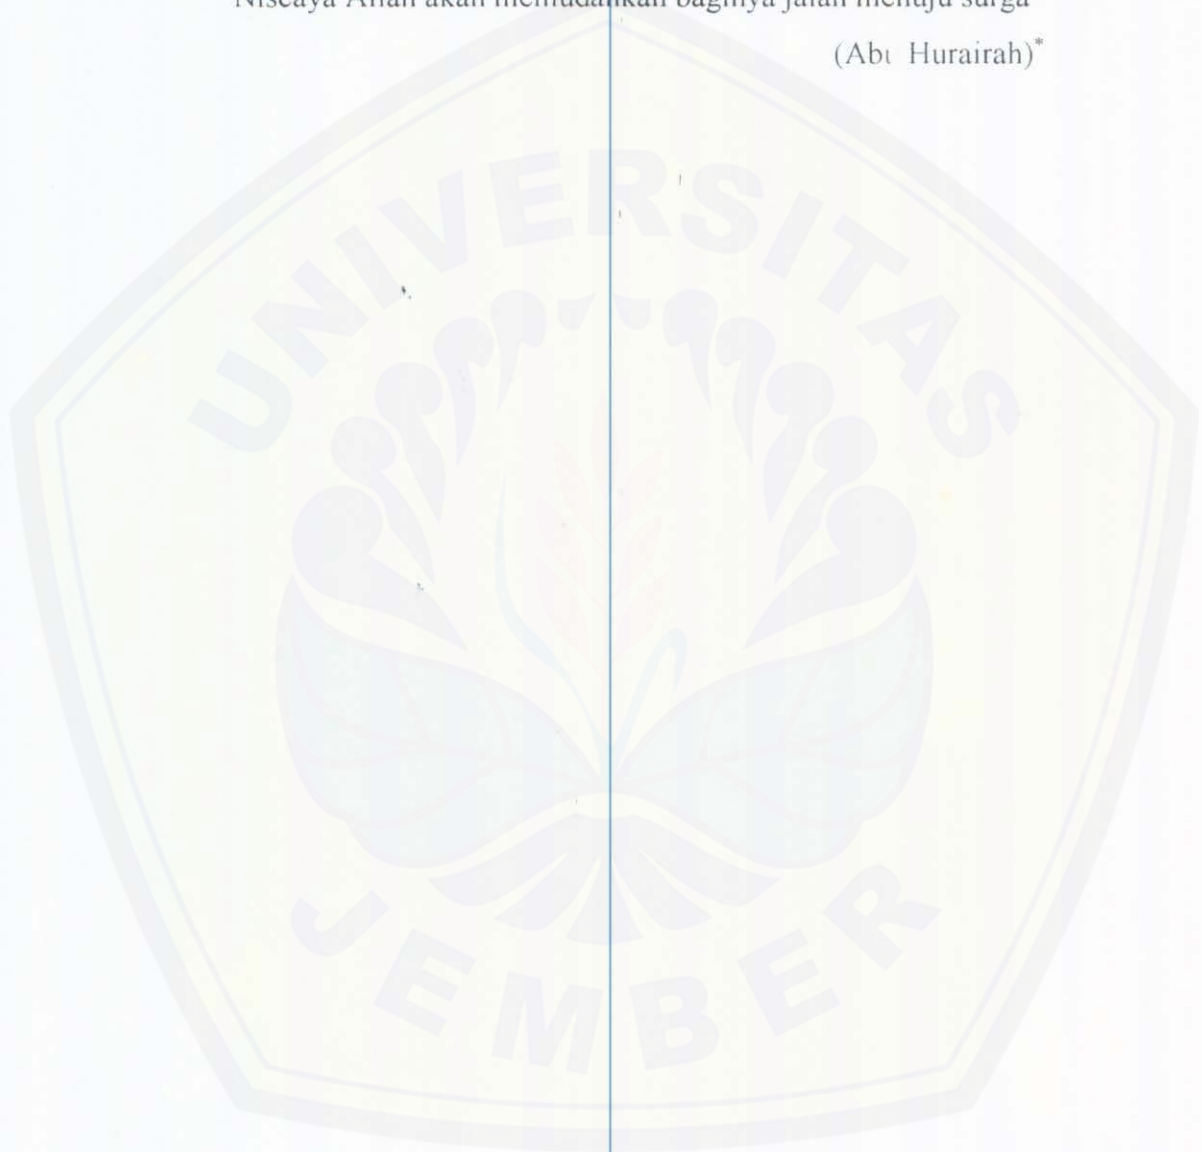 Niscaya Allah akan memudahkan baginya jalan menuju surga
(Abu Hurairah)*
UNIVERSITAS
JEMBER